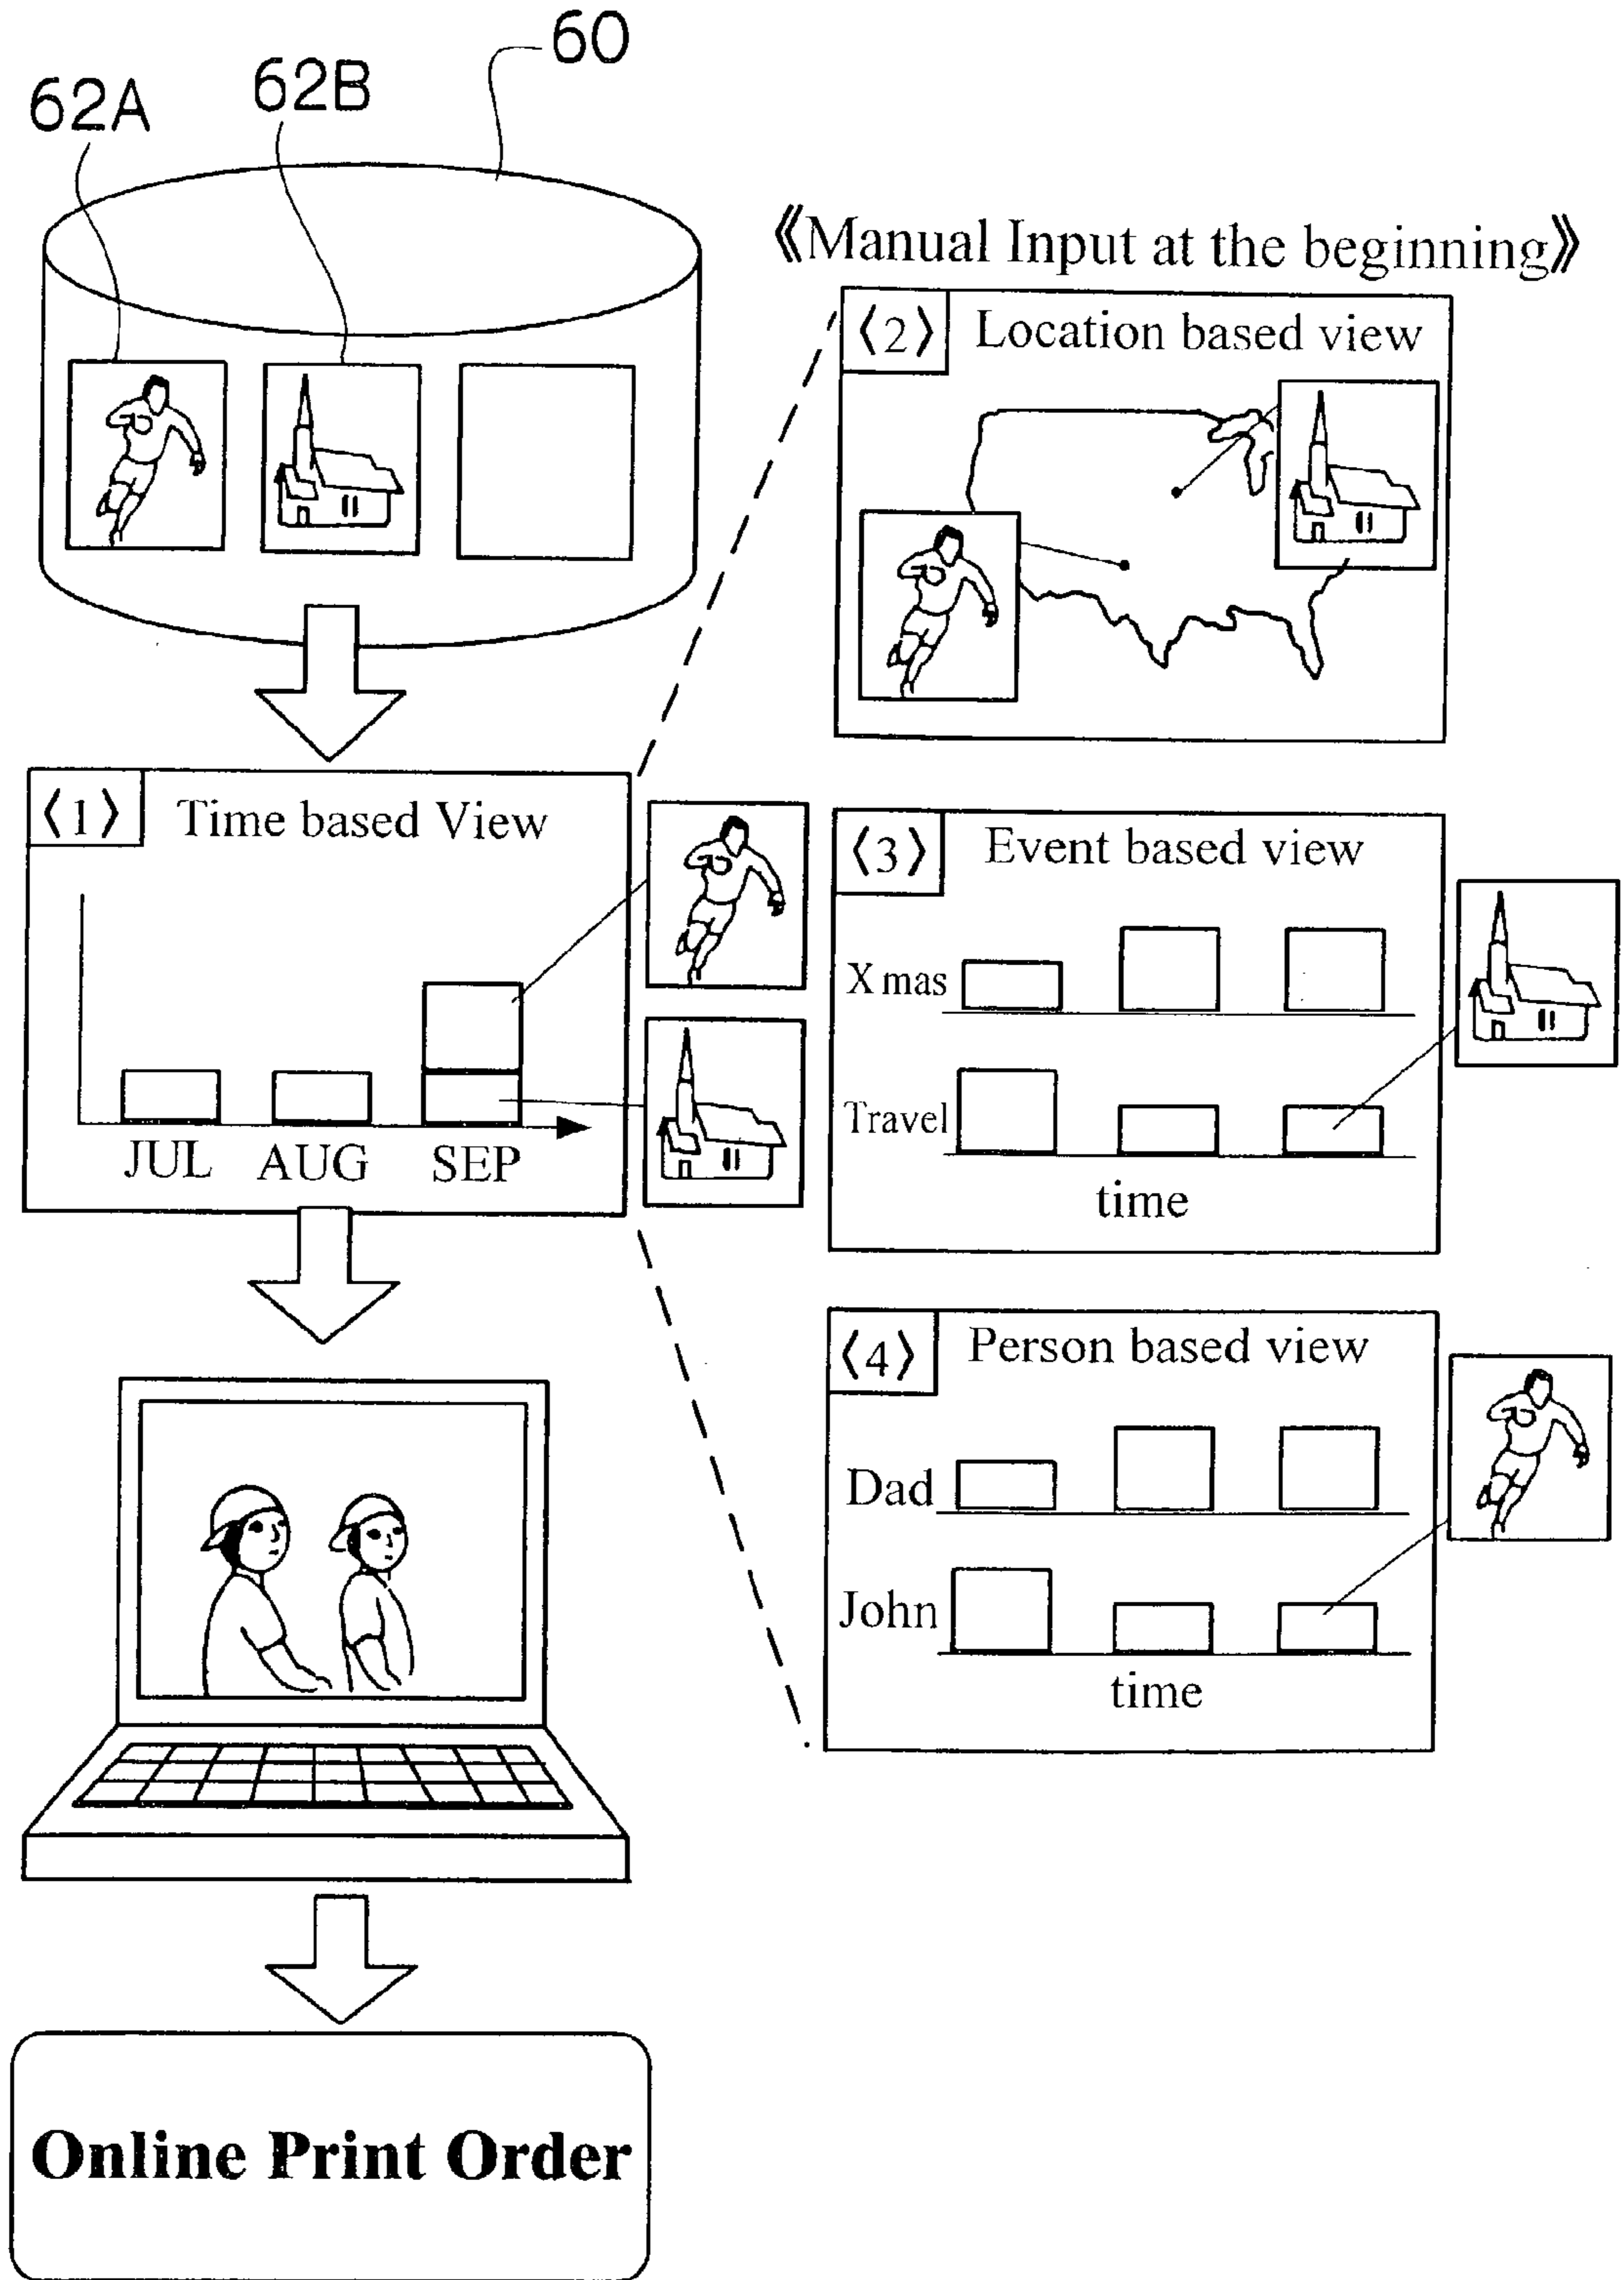 60
62A
62B
《Manual Input at the beginning》
〈2〉 Location based view
〈1〉 Time based View
JUL AUG SEP
〈3〉 Event based view
Xmas
Travel
time
〈4〉 Person based view
Dad
John
time
Online Print Order